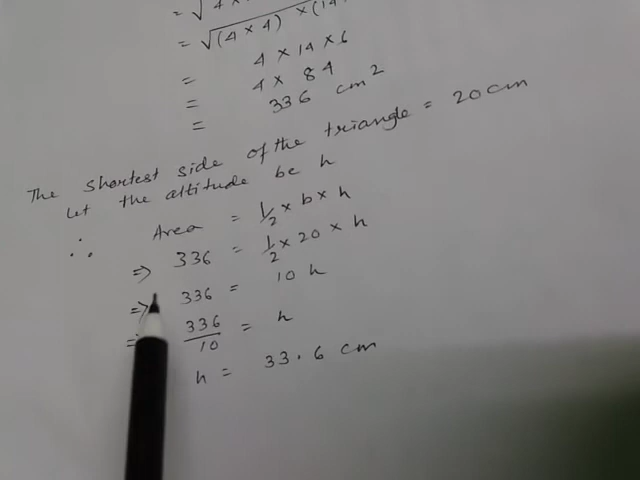 = √4 ×
= √(4 × 4) × (14
= 4 × 14 × 6
= 4 × 84
= 336 cm²
The shortest side of the triangle = 20 cm
Let the altitude be h
∴ Area = 1/2 × b × h
⇒ 336 = 1/2 × 20 × h
⇒ 336 = 10 h
336/10 = h
h = 33.6 cm